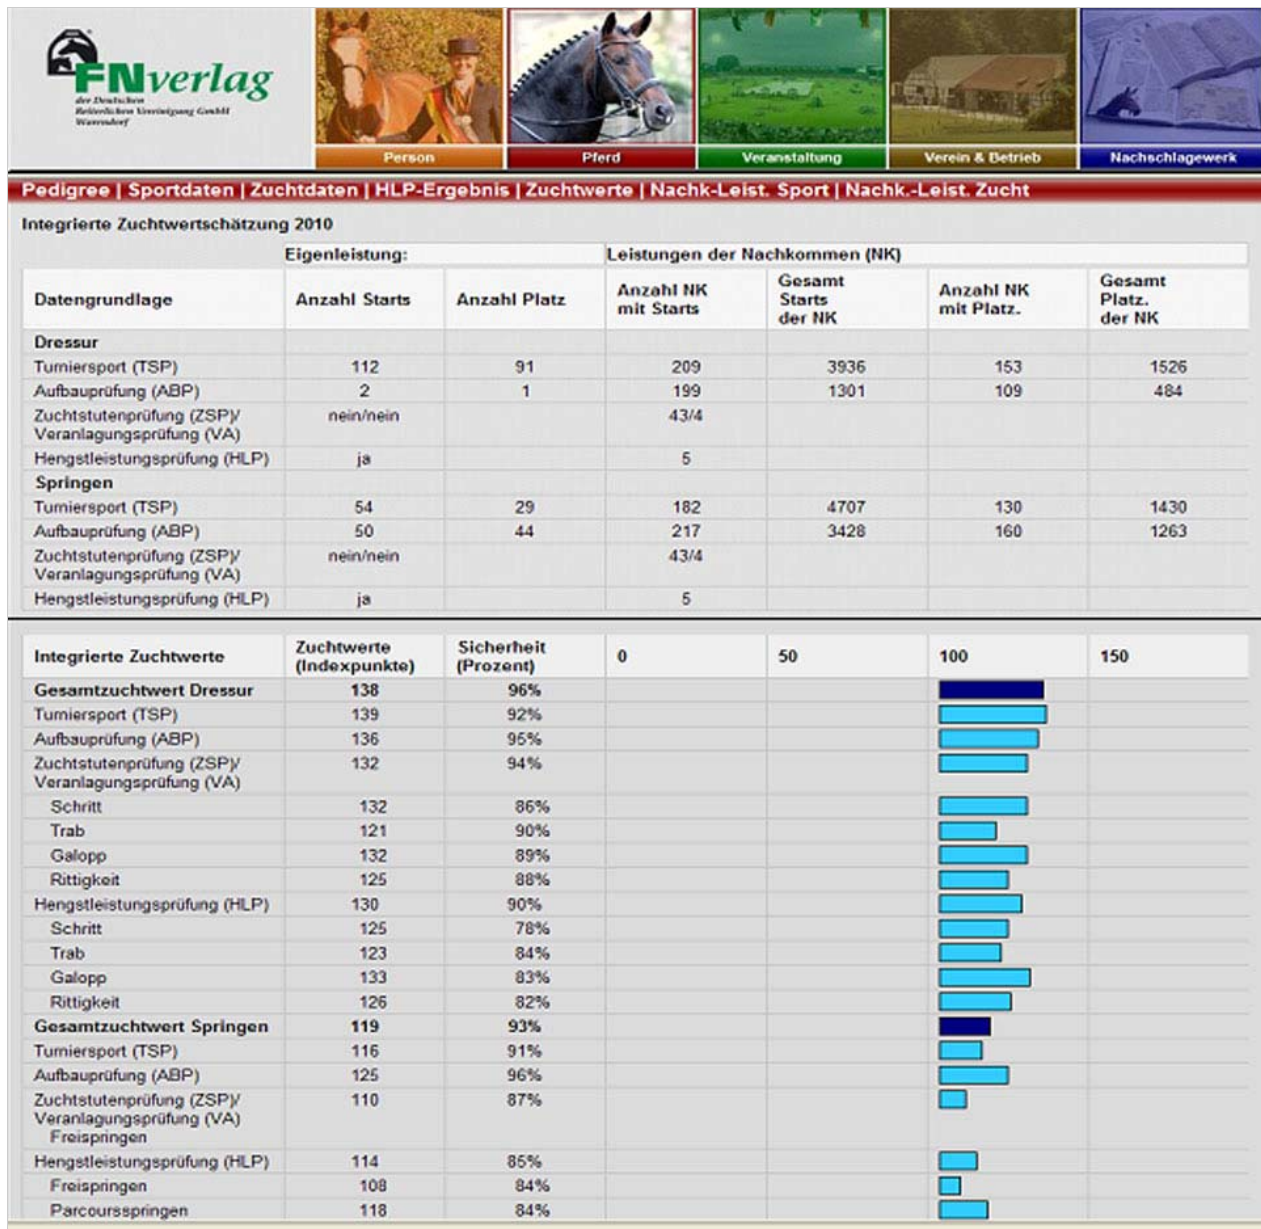 FNverlag
der Deutschen
Reiterlichen Vereinigung GmbH
Warendorf
Person Pferd Veranstaltung Verein & Betrieb Nachschlagewerk
Pedigree | Sportdaten | Zuchtdaten | HLP-Ergebnis | Zuchtwerte | Nachk-Leist. Sport | Nachk.-Leist. Zucht
Integrierte Zuchtwertschätzung 2010
Eigenleistung: Leistungen der Nachkommen (NK)
Datengrundlage Anzahl Starts Anzahl Platz Anzahl NK mit Starts Gesamt Starts der NK Anzahl NK mit Platz. Gesamt Platz. der NK
Dressur
Turniersport (TSP) 112 91 209 3936 153 1526
Aufbauprüfung (ABP) 2 1 199 1301 109 484
Zuchtstutenprüfung (ZSP)/ nein/nein 43/4
Veranlagungsprüfung (VA)
Hengstleistungsprüfung (HLP) ja 5
Springen
Turniersport (TSP) 54 29 182 4707 130 1430
Aufbauprüfung (ABP) 50 44 217 3428 160 1263
Zuchtstutenprüfung (ZSP)/ nein/nein 43/4
Veranlagungsprüfung (VA)
Hengstleistungsprüfung (HLP) ja 5
Integrierte Zuchtwerte Zuchtwerte (Indexpunkte) Sicherheit (Prozent) 0 50 100 150
Gesamtzuchtwert Dressur 138 96%
Turniersport (TSP) 139 92%
Aufbauprüfung (ABP) 136 95%
Zuchtstutenprüfung (ZSP)/ 132 94%
Veranlagungsprüfung (VA)
Schritt 132 86%
Trab 121 90%
Galopp 132 89%
Rittigkeit 125 88%
Hengstleistungsprüfung (HLP) 130 90%
Schritt 125 78%
Trab 123 84%
Galopp 133 83%
Rittigkeit 126 82%
Gesamtzuchtwert Springen 119 93%
Turniersport (TSP) 116 91%
Aufbauprüfung (ABP) 125 96%
Zuchtstutenprüfung (ZSP)/ 110 87%
Veranlagungsprüfung (VA)
Freispringen
Hengstleistungsprüfung (HLP) 114 85%
Freispringen 108 84%
Parcoursspringen 118 84%